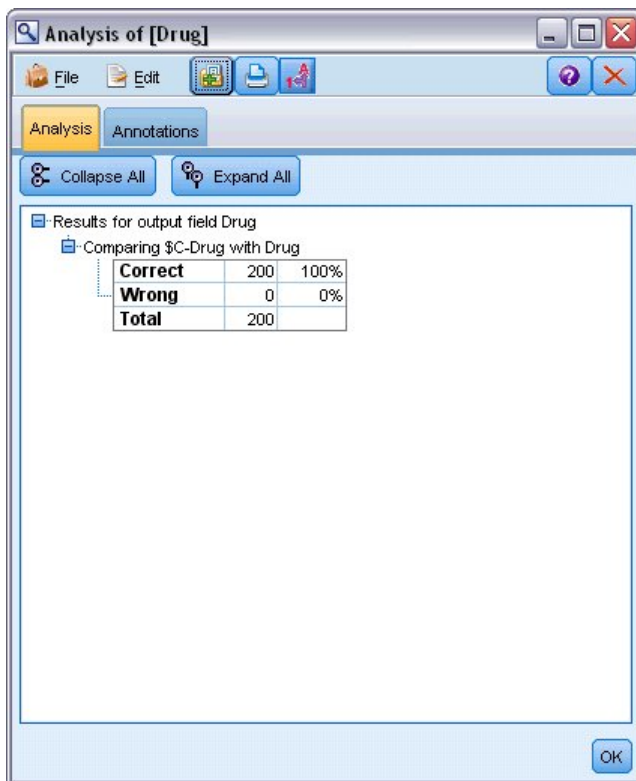 Analysis of [Drug]
File Edit
Analysis Annotations
Collapse All Expand All
Results for output field Drug
Comparing $C-Drug with Drug
Correct 200 100%
Wrong 0 0%
Total 200
OK